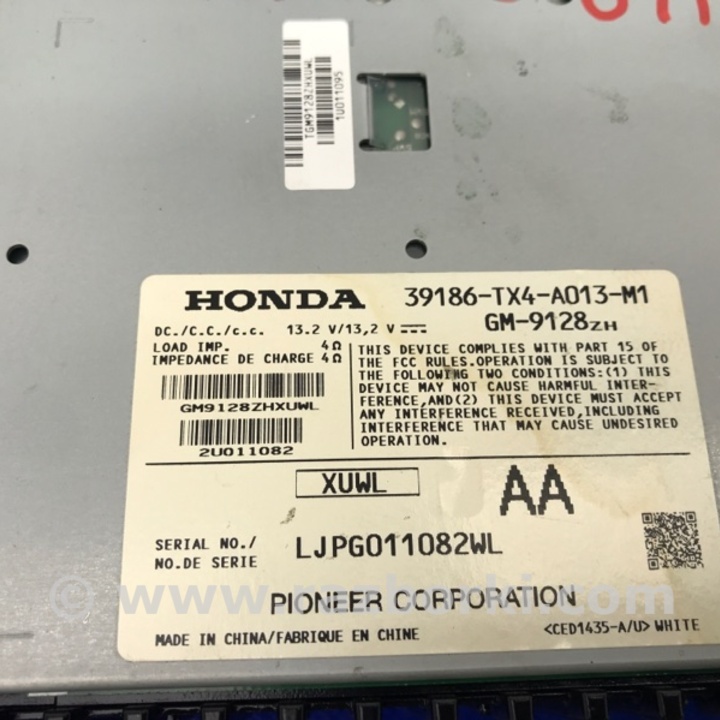 TGM9128ZHXUWL
1U011095
HONDA 39186-TX4-A013-M1
GM-9128ZH
DC./C.C./c.c. 13.2 V/13,2 V
LOAD IMP. 4Ω
IMPEDANCE DE CHARGE 4Ω
GM9128ZHXUWL
2U011082
THIS DEVICE COMPLIES WITH PART 15 OF
THE FCC RULES.OPERATION IS SUBJECT TO
THE FOLLOWING TWO CONDITIONS:(1) THIS
DEVICE MAY NOT CAUSE HARMFUL INTER-
FERENCE,AND(2) THIS DEVICE MUST ACCEPT
ANY INTERFERENCE RECEIVED,INCLUDING
INTERFERENCE THAT MAY CAUSE UNDESIRED
OPERATION.
XUWL AA
SERIAL NO./
NO.DE SERIE
LJPG011082WL
© www.razborki.com
PIONEER CORPORATION
MADE IN CHINA/FABRIQUE EN CHINE
<CED1435-A/U> WHITE